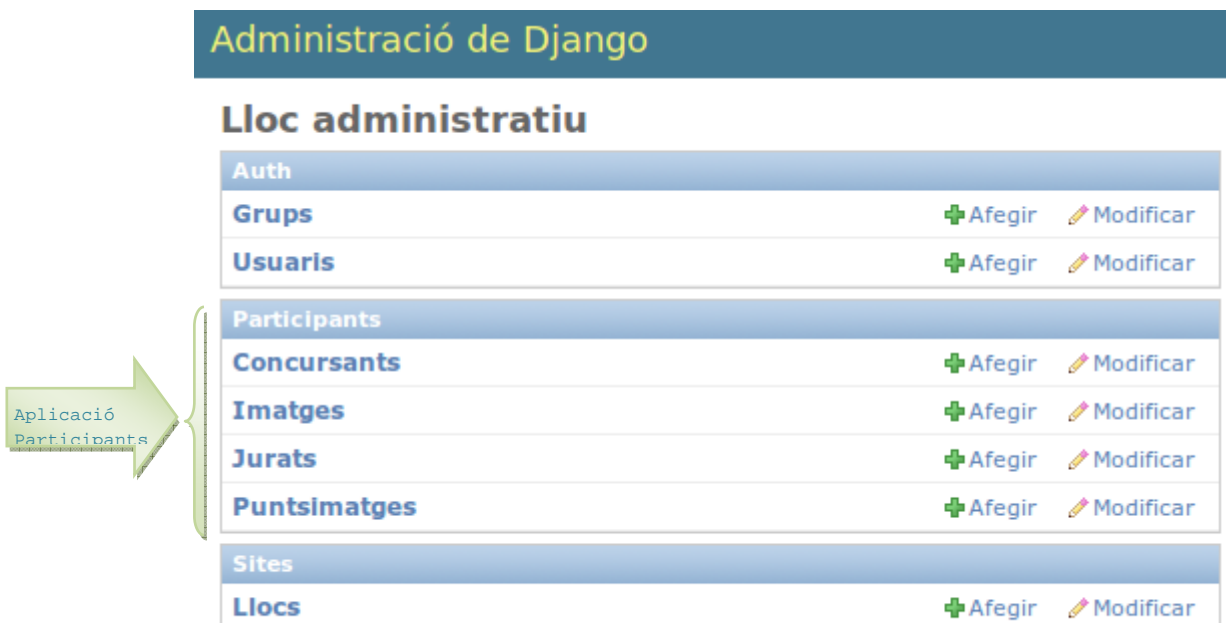 Administració de Django
Lloc administratiu
Auth
Grups Afegir Modificar
Usuaris Afegir Modificar
Participants
Concursants Afegir Modificar
Imatges Afegir Modificar
Jurats Afegir Modificar
Puntsimatges Afegir Modificar
Sites
Llocs Afegir Modificar
Aplicació
Participants